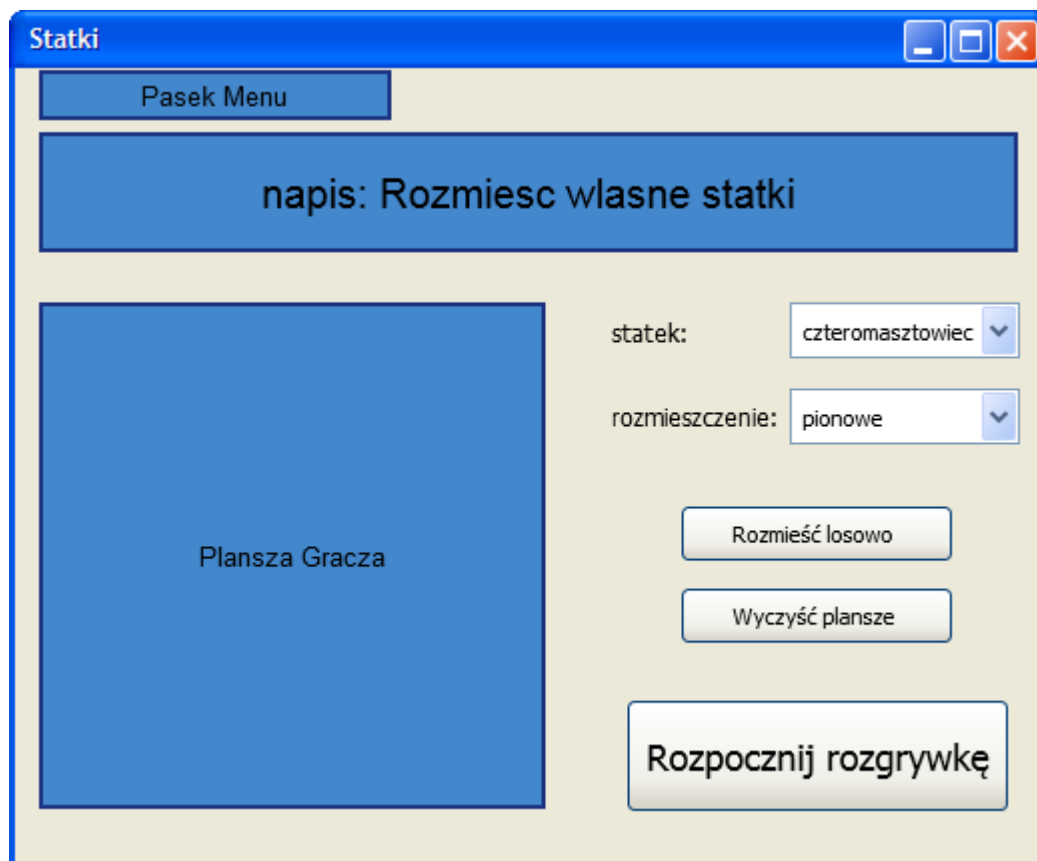 Statki
Pasek Menu
napis: Rozmiesc wlasne statki
statek:
czteromasztowiec
rozmieszczenie:
pionowe
Plansza Gracza
Rozmieść losowo
Wyczyść plansze
Rozpocznij rozgrywkę